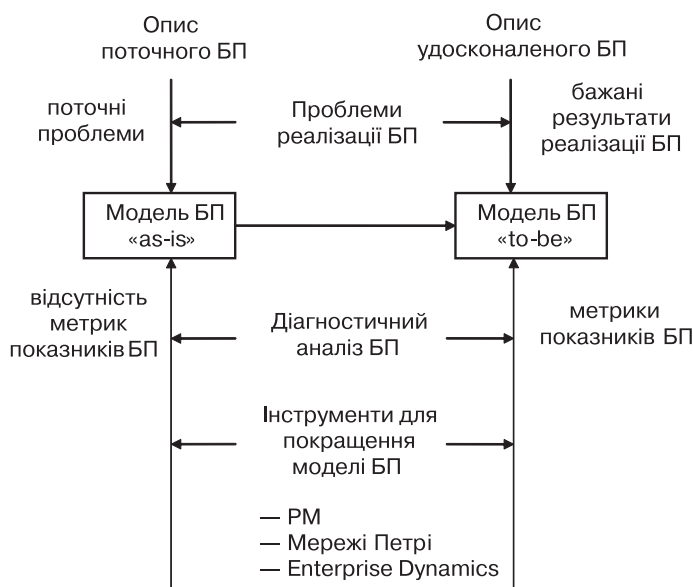 Опис
поточного БП
Опис
удосконаленого БП
поточні
проблеми
Проблеми
реалізації БП
бажані
результати
реалізації БП
Модель БП
«as-is»
Модель БП
«to-be»
відсутність
метрик
показників БП
Діагностичний
аналіз БП
метрики
показників БП
Інструменти для
покращення
моделі БП
— PM
— Мережі Петрі
— Enterprise Dynamics